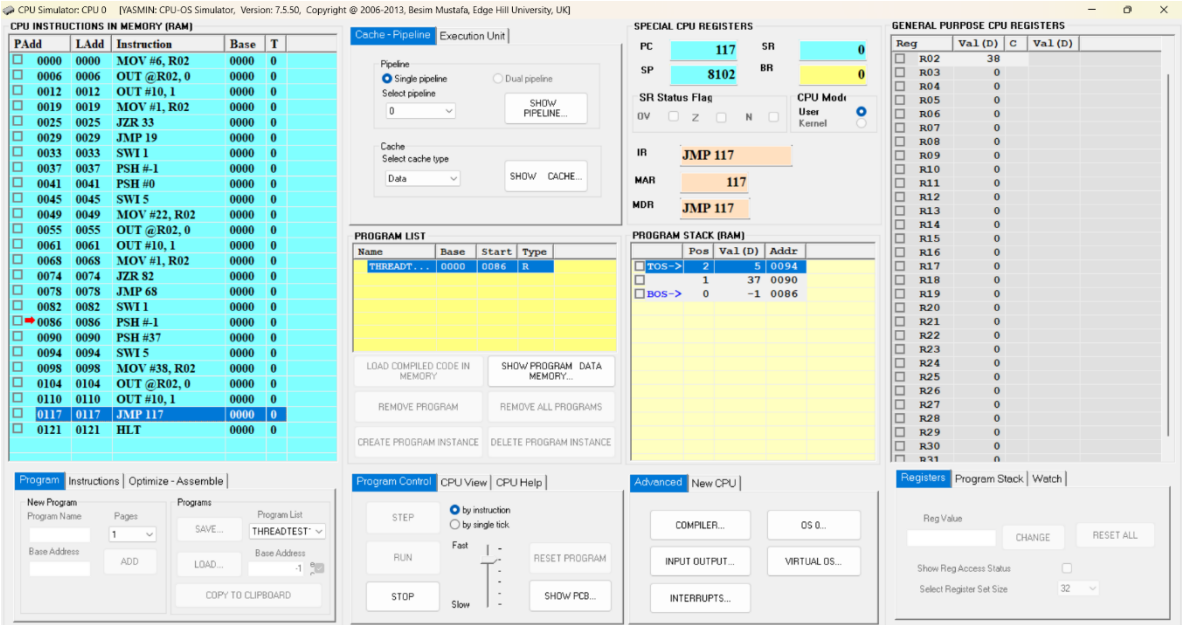 CPU Simulator: CPU 0 [YASMIN: CPU-OS Simulator, Version: 7.5.50, Copyright @ 2006-2013, Besim Mustafa, Edge Hill University, UK]
CPU INSTRUCTIONS IN MEMORY (RAM)
PAdd LAdd Instruction Base T
0000 0000 MOV #6, R02 0000 0
0006 0006 OUT @R02, 0 0000 0
0012 0012 OUT #10, 1 0000 0
0019 0019 MOV #1, R02 0000 0
0025 0025 JZR 33 0000 0
0029 0029 JMP 19 0000 0
0033 0033 SWI 1 0000 0
0037 0037 PSH #-1 0000 0
0041 0041 PSH #0 0000 0
0045 0045 SWI 5 0000 0
0049 0049 MOV #22, R02 0000 0
0055 0055 OUT @R02, 0 0000 0
0061 0061 OUT #10, 1 0000 0
0068 0068 MOV #1, R02 0000 0
0074 0074 JZR 82 0000 0
0078 0078 JMP 68 0000 0
0082 0082 SWI 1 0000 0
0086 0086 PSH #-1 0000 0
0090 0090 PSH #37 0000 0
0094 0094 SWI 5 0000 0
0098 0098 MOV #38, R02 0000 0
0104 0104 OUT @R02, 0 0000 0
0110 0110 OUT #10, 1 0000 0
0117 0117 JMP 117 0000 0
0121 0121 HLT 0000 0
Program Instructions Optimize - Assemble
New Program
Program Name Pages
1
Base Address
ADD
Programs
SAVE... Program List
THREADTEST
LOAD... Base Address
-1
COPY TO CLIPBOARD
Cache - Pipeline Execution Unit
Pipeline
Single pipeline Dual pipeline
Select pipeline
0
SHOW
PIPELINE...
Cache
Select cache type
Data
SHOW CACHE...
PROGRAM LIST
Name Base Start Type
THREADT... 0000 0086 R
LOAD COMPILED CODE IN
MEMORY
SHOW PROGRAM DATA
MEMORY...
REMOVE PROGRAM REMOVE ALL PROGRAMS
CREATE PROGRAM INSTANCE DELETE PROGRAM INSTANCE
Program Control CPU View CPU Help
STEP
by instruction
by single tick
RUN
Fast
Slow
RESET PROGRAM
STOP SHOW PCB...
SPECIAL CPU REGISTERS
PC 117 SR 0
SP 8102 BR 0
SR Status Flag
OV Z N
CPU Mode
User
Kernel
IR JMP 117
MAR 117
MDR JMP 117
PROGRAM STACK (RAM)
Pos Val (D) Addr
TOS-> 2 5 0094
1 37 0090
BOS-> 0 -1 0086
Advanced New CPU
COMPILER... OS 0...
INPUT OUTPUT... VIRTUAL OS...
INTERRUPTS...
GENERAL PURPOSE CPU REGISTERS
Reg Val (D) C Val (D)
R02 38
R03 0
R04 0
R05 0
R06 0
R07 0
R08 0
R09 0
R10 0
R11 0
R12 0
R13 0
R14 0
R15 0
R16 0
R17 0
R18 0
R19 0
R20 0
R21 0
R22 0
R23 0
R24 0
R25 0
R26 0
R27 0
R28 0
R29 0
R30 0
R31 0
Registers Program Stack Watch
Reg Value
CHANGE RESET ALL
Show Reg Access Status
Select Register Set Size 32